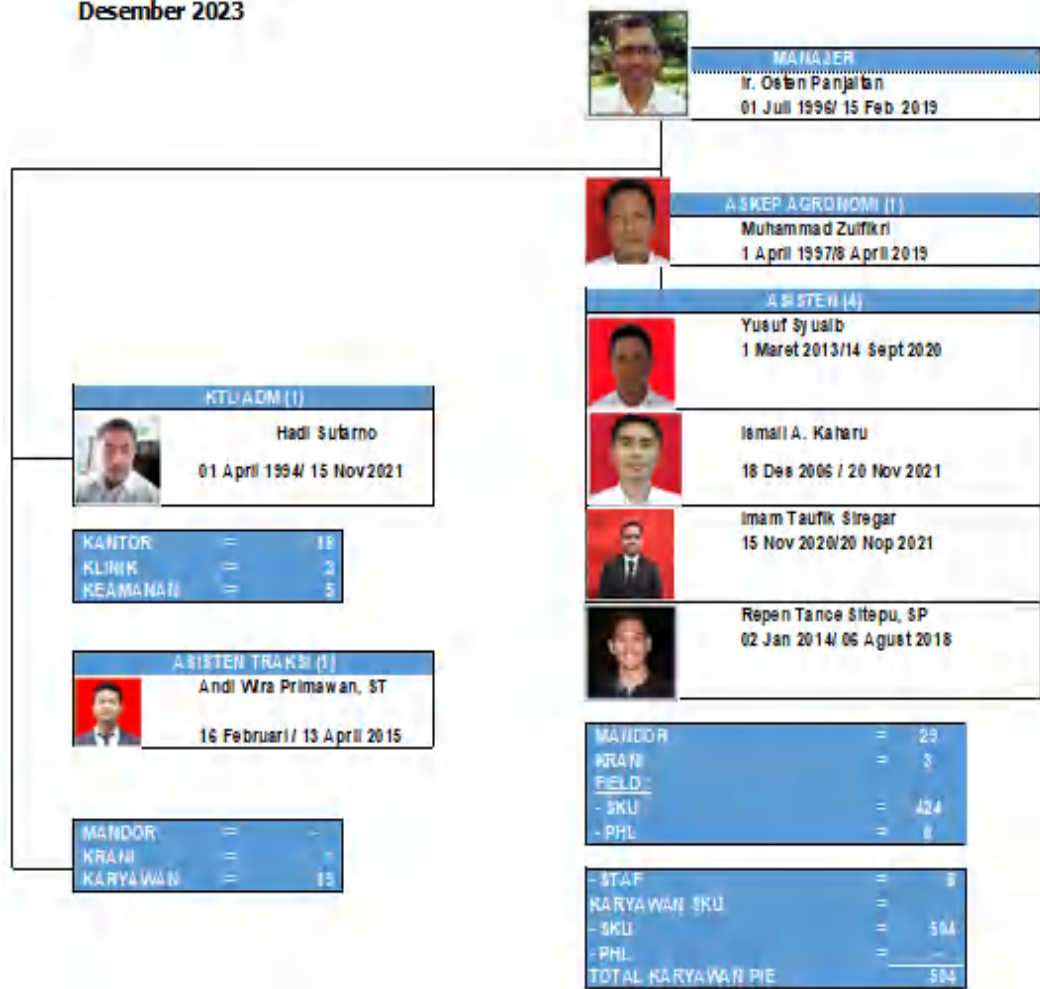 Desember 2023
MANAJER
Ir. Osten Panjaitan
01 Juli 1996/ 15 Feb 2019
ASKEP AGRONOMI (1)
Muhammad Zulfikri
1 April 1997/8 April 2019
ASISTEN (4)
Yusuf Syuaib
1 Maret 2013/14 Sept 2020
Ismail A. Kaharu
18 Des 2006 / 20 Nov 2021
Imam Taufik Siregar
15 Nov 2020/20 Nop 2021
Repen Tance Sitepu, SP
02 Jan 2014/ 06 Agust 2018
MANDOR = 29
KRANI = 3
FIELD :
- SKU = 424
- PHL =
- STAF =
KARYAWAN SKU =
- SKU = 504
- PHL = -
TOTAL KARYAWAN PIE 504
KTU/ADM (1)
Hadi Sutarno
01 April 1994/ 15 Nov 2021
KANTOR =
KLINIK = 3
KEAMANAN = 5
ASISTEN TRAKSI (1)
Andi Wira Primawan, ST
16 Februari / 13 April 2015
MANDOR = -
KRANI = -
KARYAWAN =